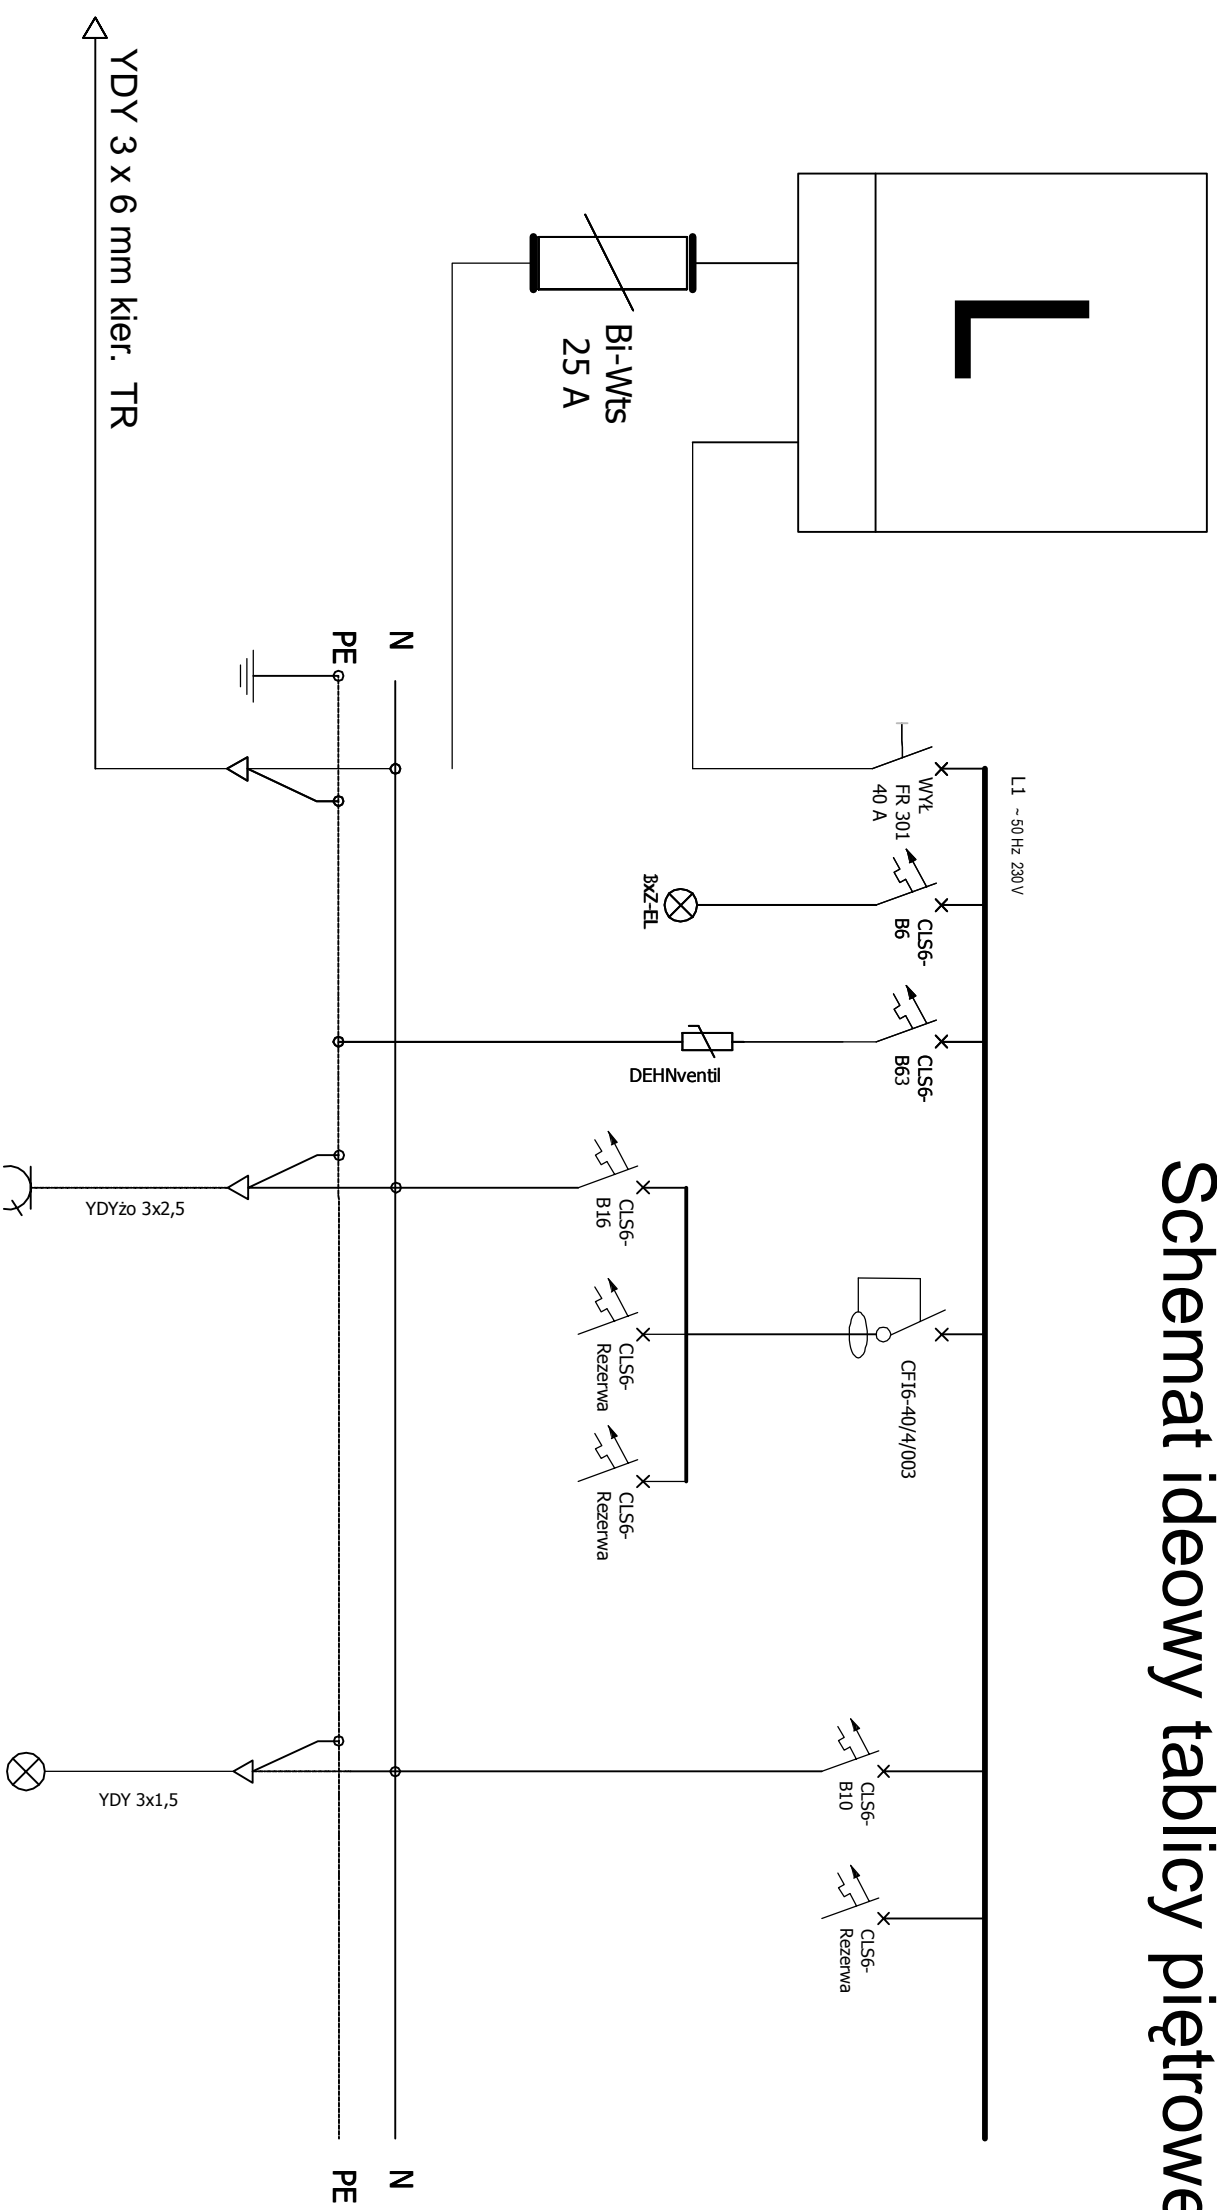 Schemat ideowy tablicy piętrowe
L
L1 ~ 50 Hz 230 V
Bi-Wts
25 A
WYŁ
FR 301
40 A
CLS6-
B6
BxZ-EL
CLS6-
B63
DEHNventil
CFI6-40/4/003
CLS6-
B16
CLS6-
Rezerwa
CLS6-
Rezerwa
CLS6-
B10
CLS6-
Rezerwa
N
PE
N
PE
YDY 3 x 6 mm kier. TR
YDYżo 3x2,5
YDY 3x1,5